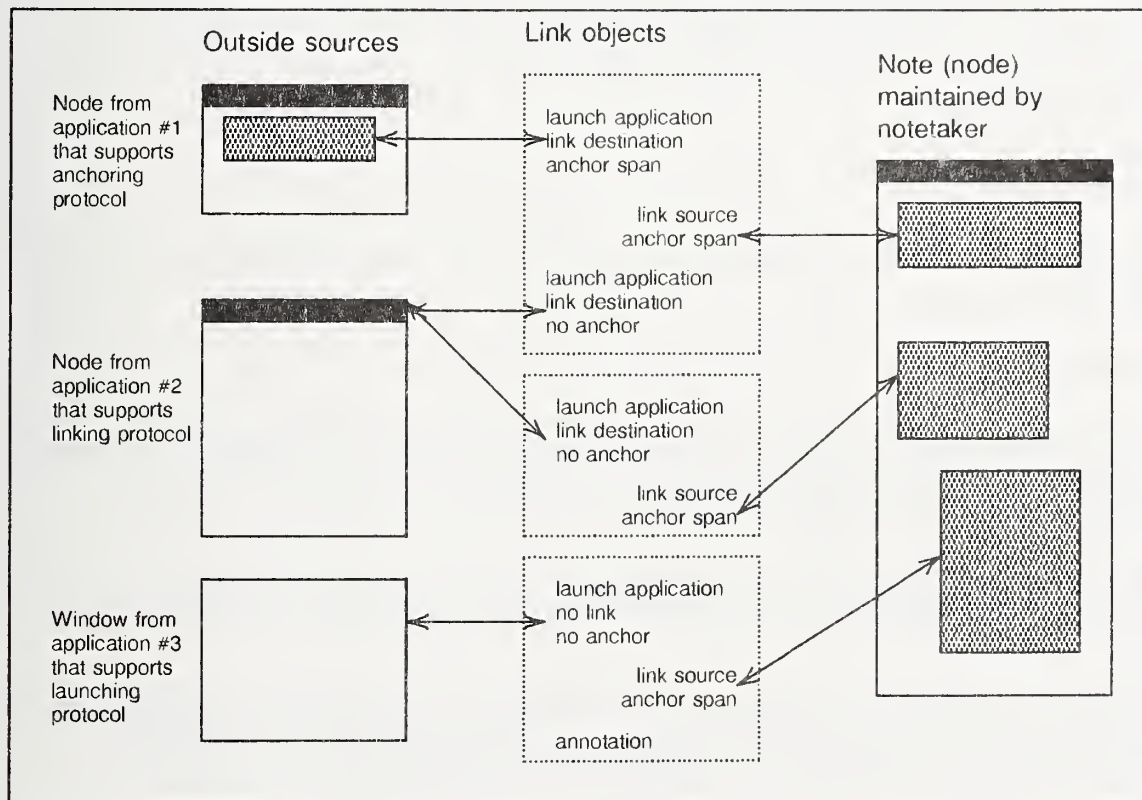 Outside sources
Link objects
Note (node)
maintained by
notetaker
Node from
application #1
that supports
anchoring
protocol
launch application
link destination
anchor span
link source
anchor span
launch application
link destination
no anchor
Node from
application #2
that supports
linking protocol
launch application
link destination
no anchor
link source
anchor span
Window from
application #3
that supports
launching
protocol
launch application
no link
no anchor
link source
anchor span
annotation